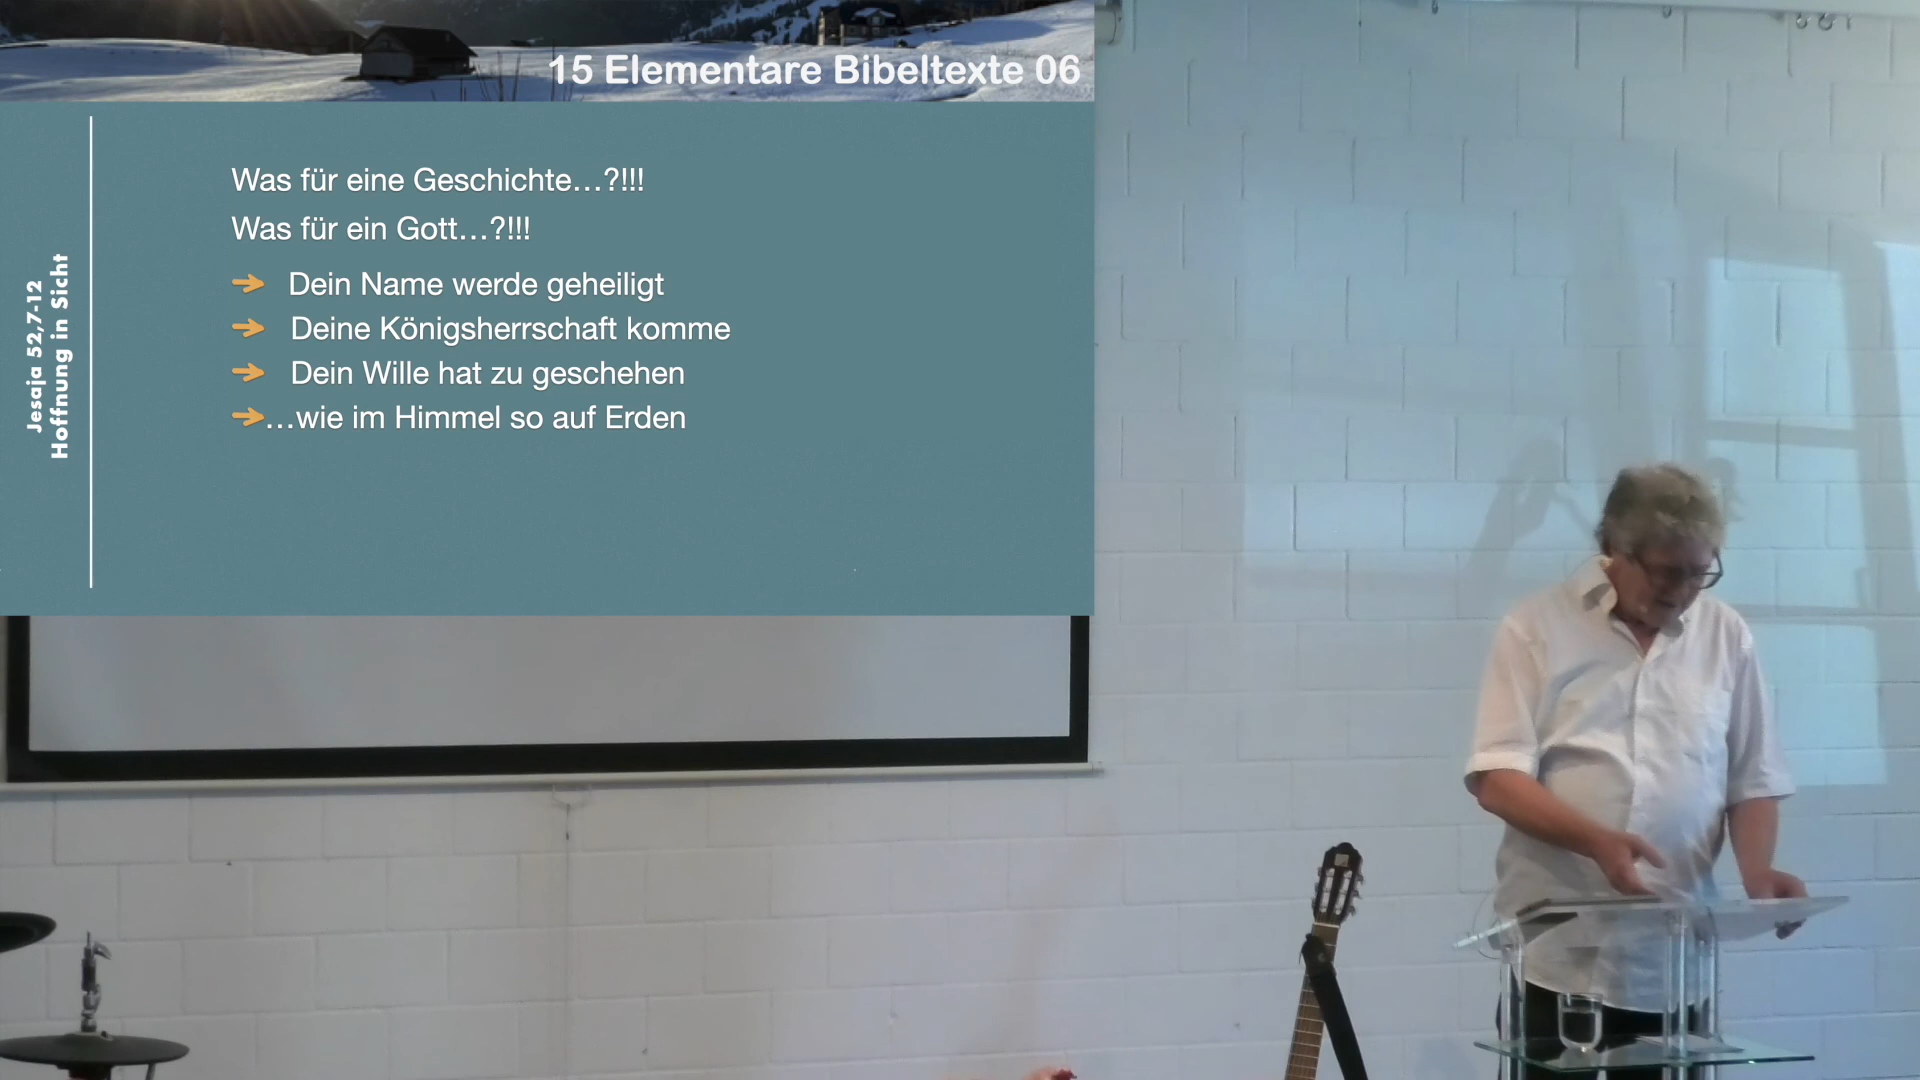 15 Elementare Bibeltexte 06
Jesaja 52,7-12
Hoffnung in Sicht
Was für eine Geschichte…?!!!
Was für ein Gott…?!!!
➔ Dein Name werde geheiligt
➔ Deine Königsherrschaft komme
➔ Dein Wille hat zu geschehen
➔…wie im Himmel so auf Erden